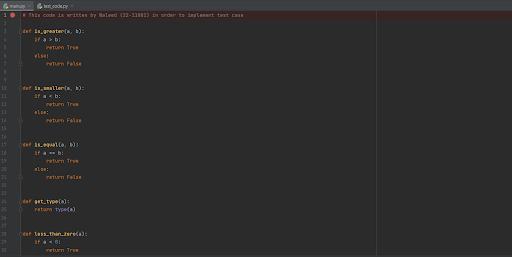 main.py × test_code.py ×
1 # This code is written by Waleed (22-11882) in order to implement test case
2
3 def is_greater(a, b):
4 if a > b:
5 return True
6 else:
7 return False
8
9
10 def is_smaller(a, b):
11 if a < b:
12 return True
13 else:
14 return False
15
16
17 def is_equal(a, b):
18 if a == b:
19 return True
20 else:
21 return False
22
23
24 def get_type(a):
25 return type(a)
26
27
28 def less_than_zero(a):
29 if a < 0:
30 return True